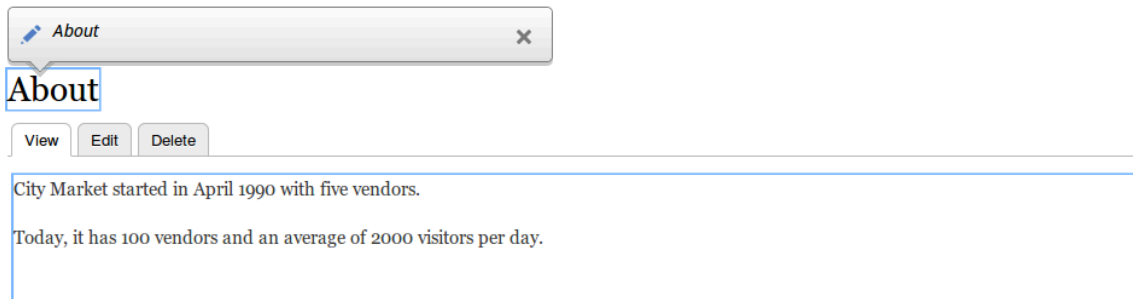 About
About
View Edit Delete
City Market started in April 1990 with five vendors.
Today, it has 100 vendors and an average of 2000 visitors per day.